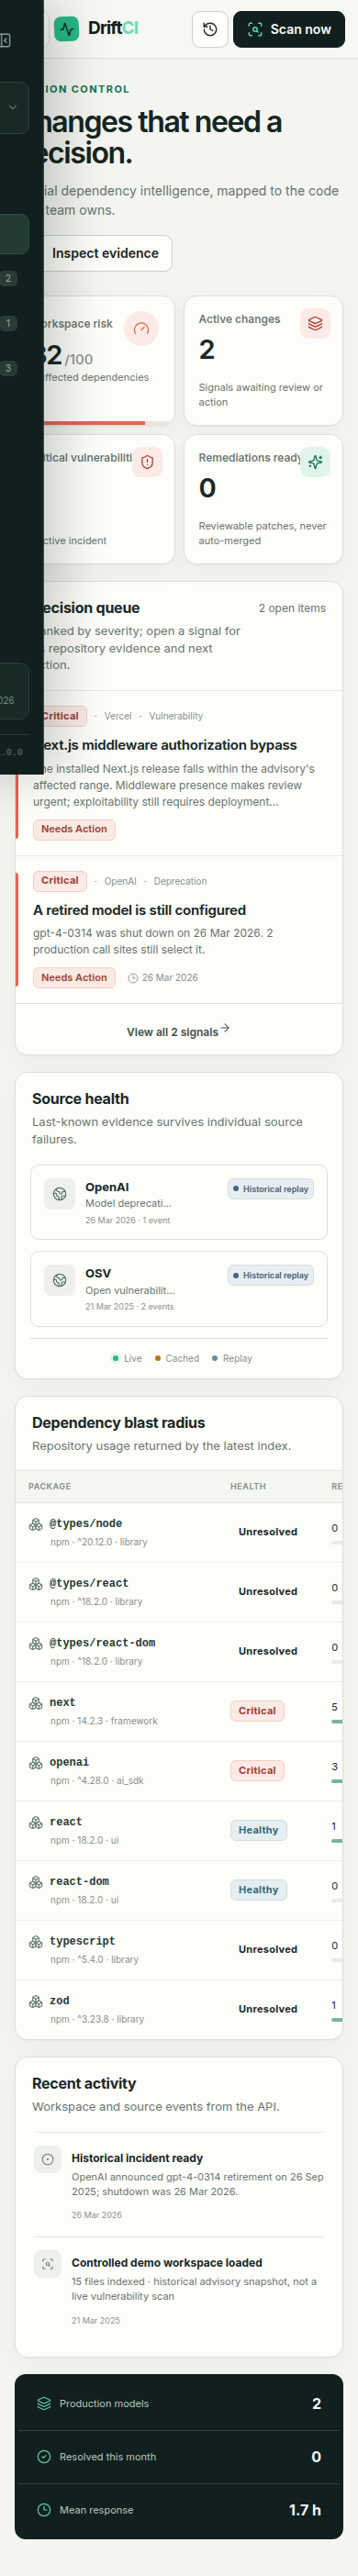 DriftCI
Scan now
ION CONTROL
hanges that need a
ecision.
ial dependency intelligence, mapped to the code
team owns.
Inspect evidence
2
1
3
026
.0.0
orkspace risk
32/100
ffected dependencies
Active changes
2
Signals awaiting review or
action
tical vulnerabiliti
ctive incident
Remediations ready
0
Reviewable patches, never
auto-merged
ecision queue
2 open items
anked by severity; open a signal for
s repository evidence and next
ction.
Critical · Vercel · Vulnerability
ext.js middleware authorization bypass
he installed Next.js release falls within the advisory's
affected range. Middleware presence makes review
urgent; exploitability still requires deployment...
Needs Action
Critical · OpenAI · Deprecation
A retired model is still configured
gpt-4-0314 was shut down on 26 Mar 2026. 2
production call sites still select it.
Needs Action 26 Mar 2026
View all 2 signals
Source health
Last-known evidence survives individual source
failures.
OpenAI
Model deprecati...
26 Mar 2026 · 1 event
Historical replay
OSV
Open vulnerabilit...
21 Mar 2025 · 2 events
Historical replay
Live Cached Replay
Dependency blast radius
Repository usage returned by the latest index.
PACKAGE HEALTH RE
@types/node Unresolved 0
npm · ^20.12.0 · library
@types/react Unresolved 0
npm · ^18.2.0 · library
@types/react-dom Unresolved 0
npm · ^18.2.0 · library
next Critical 5
npm · 14.2.3 · framework
openai Critical 3
npm · ^4.28.0 · ai_sdk
react Healthy 1
npm · 18.2.0 · ui
react-dom Healthy 0
npm · 18.2.0 · ui
typescript Unresolved 0
npm · ^5.4.0 · library
zod Unresolved 1
npm · ^3.23.8 · library
Recent activity
Workspace and source events from the API.
Historical incident ready
OpenAI announced gpt-4-0314 retirement on 26 Sep
2025; shutdown was 26 Mar 2026.
26 Mar 2026
Controlled demo workspace loaded
15 files indexed · historical advisory snapshot, not a
live vulnerability scan
21 Mar 2025
Production models 2
Resolved this month 0
Mean response 1.7 h